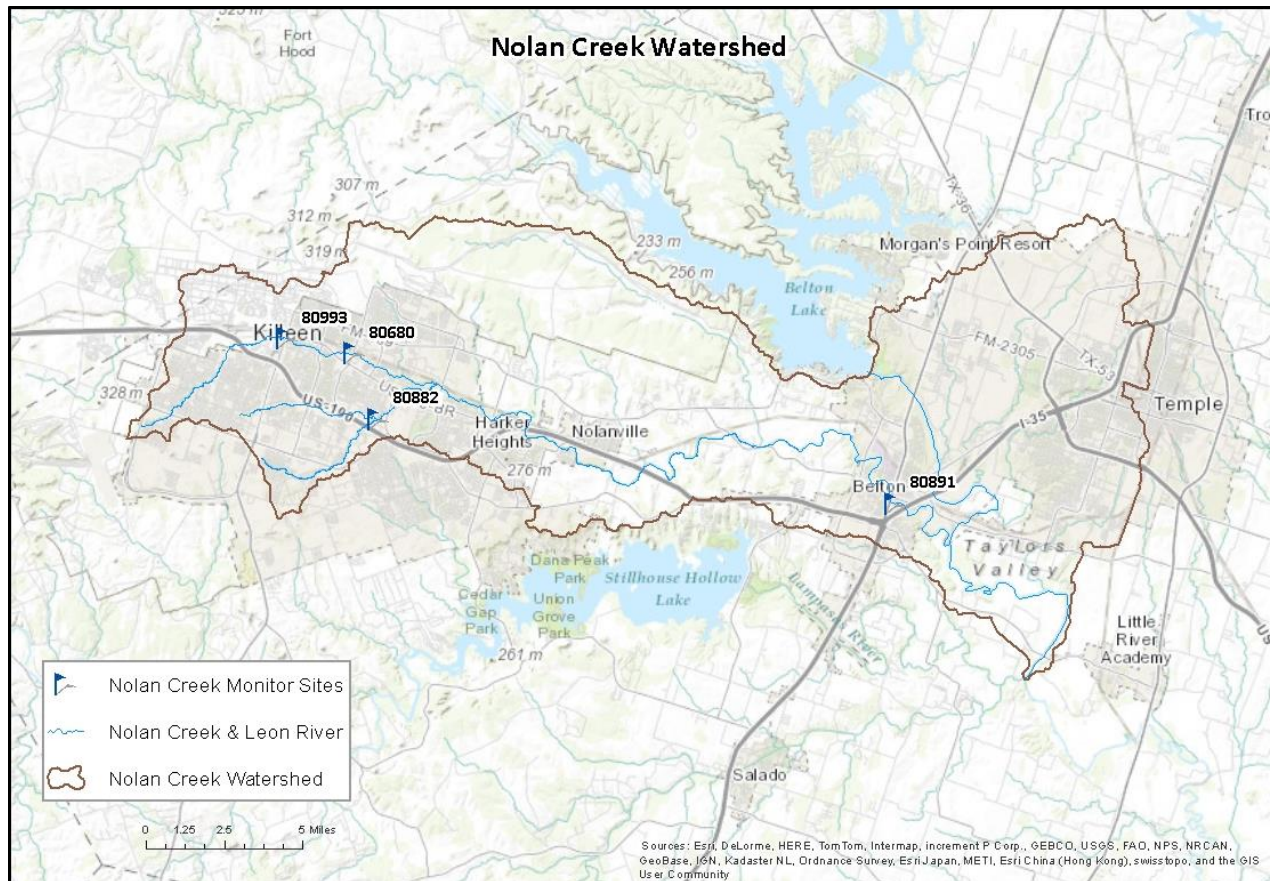 Nolan Creek Watershed
Fort
Hood
307 m
312 m
319 m
TX-36
Tro
233 m
256 m
Morgan's Point Resort
Belton
Lake
80993
80680
Killeen
FM-2305
TX-53
328 m
80882
US-190
Harker
Heights
Nolanville
I-35
Temple
276 m
Belton
80891
Taylors
Valley
Dana Peak
Park
Stillhouse Hollow
Lake
Cedar
Gap
Park
Union
Grove
Park
Lampasas River
261 m
Little
River
Academy
US
Salado
Nolan Creek Monitor Sites
Nolan Creek & Leon River
Nolan Creek Watershed
0 1.25 2.5 5 Miles
Sources: Esri, DeLorme, HERE, TomTom, Intermap, increment P Corp., GEBCO, USGS, FAO, NPS, NRCAN,
GeoBase, IGN, Kadaster NL, Ordnance Survey, Esri Japan, METI, Esri China (Hong Kong), swisstopo, and the GIS
User Community